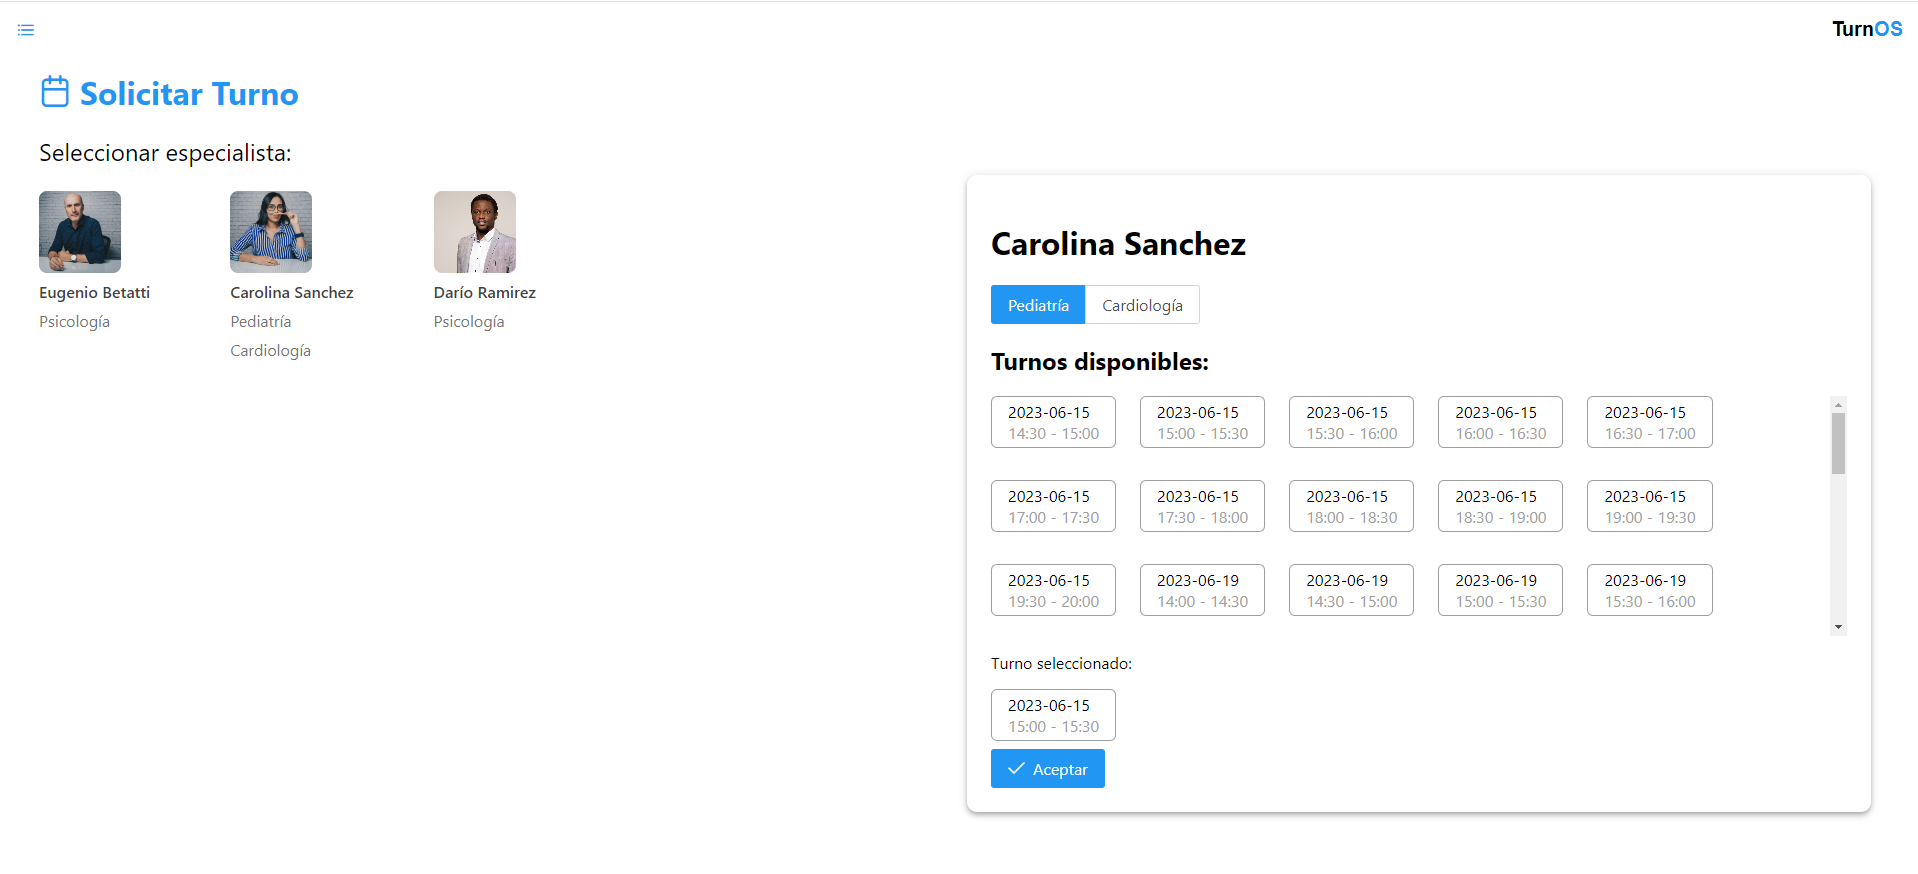 TurnOS
Solicitar Turno
Seleccionar especialista:
Eugenio Betatti
Psicología
Carolina Sanchez
Pediatría
Cardiología
Darío Ramirez
Psicología
Carolina Sanchez
Pediatría Cardiología
Turnos disponibles:
2023-06-15 2023-06-15 2023-06-15 2023-06-15 2023-06-15
14:30 - 15:00 15:00 - 15:30 15:30 - 16:00 16:00 - 16:30 16:30 - 17:00
2023-06-15 2023-06-15 2023-06-15 2023-06-15 2023-06-15
17:00 - 17:30 17:30 - 18:00 18:00 - 18:30 18:30 - 19:00 19:00 - 19:30
2023-06-15 2023-06-19 2023-06-19 2023-06-19 2023-06-19
19:30 - 20:00 14:00 - 14:30 14:30 - 15:00 15:00 - 15:30 15:30 - 16:00
Turno seleccionado:
2023-06-15
15:00 - 15:30
Aceptar